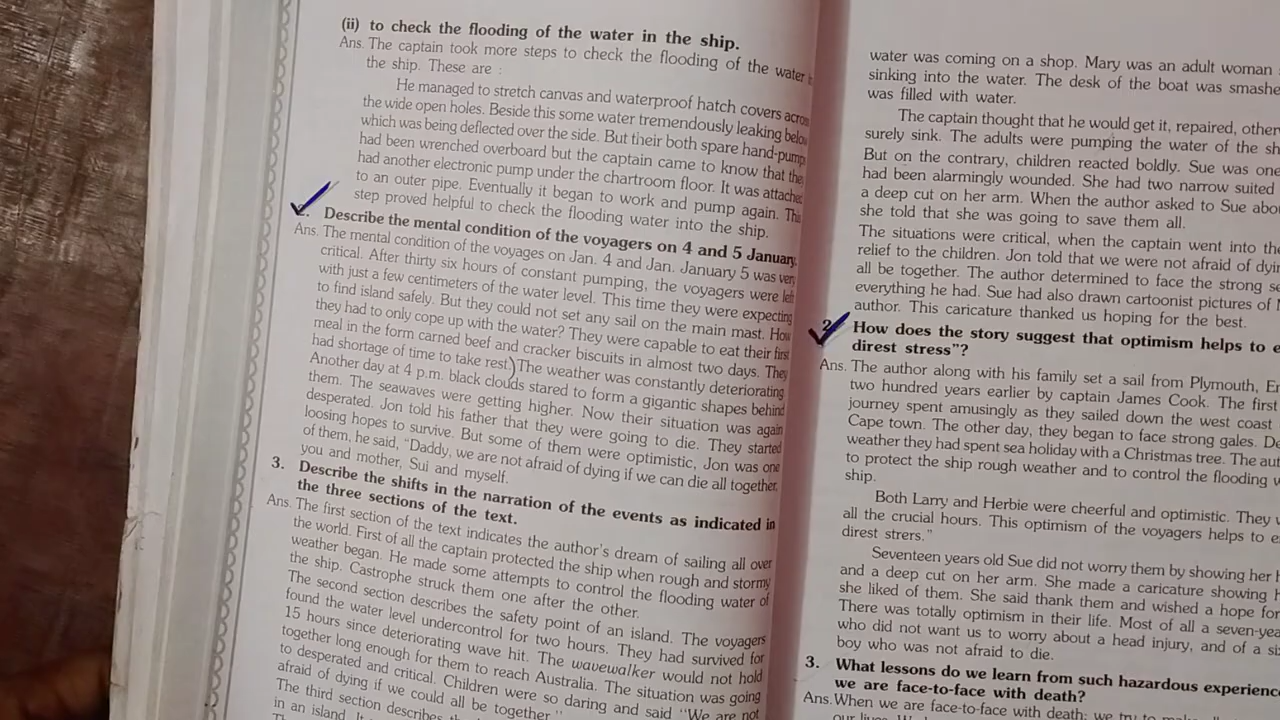 (ii) to check the flooding of the water in the ship.
Ans. The captain took more steps to check the flooding of the water
the ship. These are :
He managed to stretch canvas and waterproof hatch covers across
the wide open holes. Beside this some water tremendously leaking below
which was being deflected over the side. But their both spare hand-pump
had been wrenched overboard but the captain came to know that the
had another electronic pump under the chartroom floor. It was attached
to an outer pipe. Eventually it began to work and pump again. This
step proved helpful to check the flooding water into the ship.
2. Describe the mental condition of the voyagers on 4 and 5 January.
Ans. The mental condition of the voyages on Jan. 4 and Jan. January 5 was very
critical. After thirty six hours of constant pumping, the voyagers were left
with just a few centimeters of the water level. This time they were expecting
to find island safely. But they could not set any sail on the main mast. How
they had to only cope up with the water? They were capable to eat their first
meal in the form carned beef and cracker biscuits in almost two days. They
had shortage of time to take rest.) The weather was constantly deteriorating
Another day at 4 p.m. black clouds stared to form a gigantic shapes behind
them. The seawaves were getting higher. Now their situation was again
desperated. Jon told his father that they were going to die. They started
loosing hopes to survive. But some of them were optimistic, Jon was one
of them, he said, "Daddy, we are not afraid of dying if we can die all together,
you and mother, Sui and myself.
3. Describe the shifts in the narration of the events as indicated in
the three sections of the text.
Ans. The first section of the text indicates the author's dream of sailing all over
the world. First of all the captain protected the ship when rough and stormy
weather began. He made some attempts to control the flooding water of
the ship. Castrophe struck them one after the other.
The second section describes the safety point of an island. The voyagers
found the water level undercontrol for two hours. They had survived for
15 hours since deteriorating wave hit. The wavewalker would not hold
together long enough for them to reach Australia. The situation was going
to desperated and critical. Children were so daring and said "We are not
afraid of dying if we could all be together."
The third section describes the
in an island. It
water was coming on a shop. Mary was an adult woman
sinking into the water. The desk of the boat was smashe
was filled with water.
The captain thought that he would get it, repaired, other
surely sink. The adults were pumping the water of the sh
But on the contrary, children reacted boldly. Sue was one
had been alarmingly wounded. She had two narrow suited
a deep cut on her arm. When the author asked to Sue abo
she told that she was going to save them all.
The situations were critical, when the captain went into the
relief to the children. Jon told that we were not afraid of dyin
all be together. The author determined to face the strong se
everything he had. Sue had also drawn cartoonist pictures of
author. This caricature thanked us hoping for the best.
2. How does the story suggest that optimism helps to e
direst stress"?
Ans. The author along with his family set a sail from Plymouth, En
two hundred years earlier by captain James Cook. The first
journey spent amusingly as they sailed down the west coast
Cape town. The other day, they began to face strong gales. De
weather they had spent sea holiday with a Christmas tree. The aut
to protect the ship rough weather and to control the flooding w
ship.
Both Larry and Herbie were cheerful and optimistic. They
all the crucial hours. This optimism of the voyagers helps to e
direst strers."
Seventeen years old Sue did not worry them by showing her h
and a deep cut on her arm. She made a caricature showing
she liked of them. She said thank them and wished a hope for
There was totally optimism in their life. Most of all a seven-yea
who did not want us to worry about a head injury, and of a si
boy who was not afraid to die.
3. What lessons do we learn from such hazardous experienc
we are face-to-face with death?
Ans. When we are face-to-face with death; we try to
our lives.